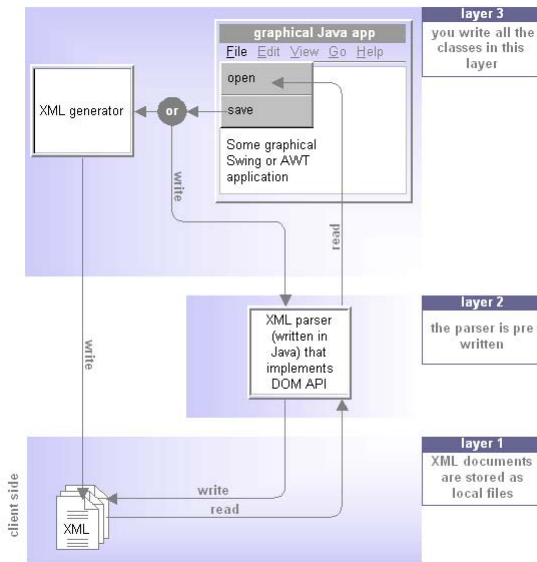 layer 3
you write all the
classes in this
layer
graphical Java app
File Edit View Go Help
open
save
Some graphical
Swing or AWT
application
XML generator
or
write
read
layer 2
the parser is pre
written
XML parser
(written in
Java) that
implements
DOM API
write
layer 1
XML documents
are stored as
local files
client side
XML
write
read